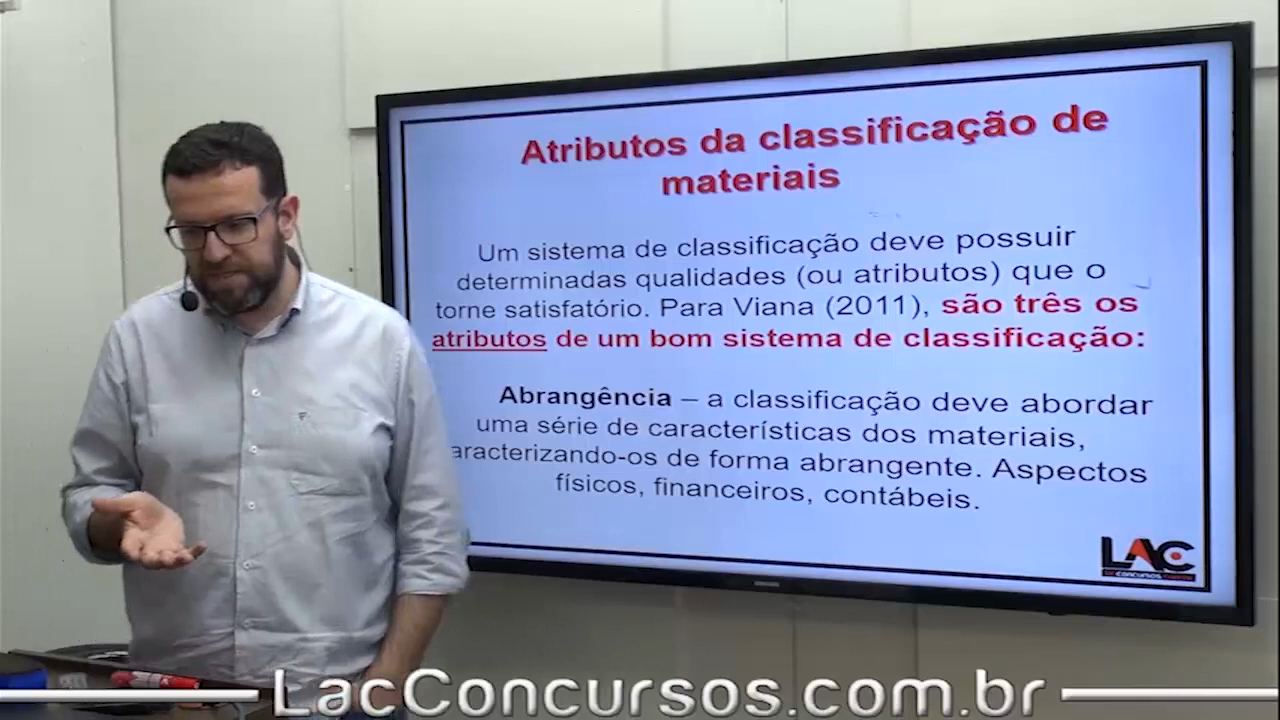 Atributos da classificação de
materiais
Um sistema de classificação deve possuir
determinadas qualidades (ou atributos) que o
torne satisfatório. Para Viana (2011), são três os
atributos de um bom sistema de classificação:
Abrangência – a classificação deve abordar
uma série de características dos materiais,
aracterizando-os de forma abrangente. Aspectos
físicos, financeiros, contábeis.
LAC
LacConcursos.com.br